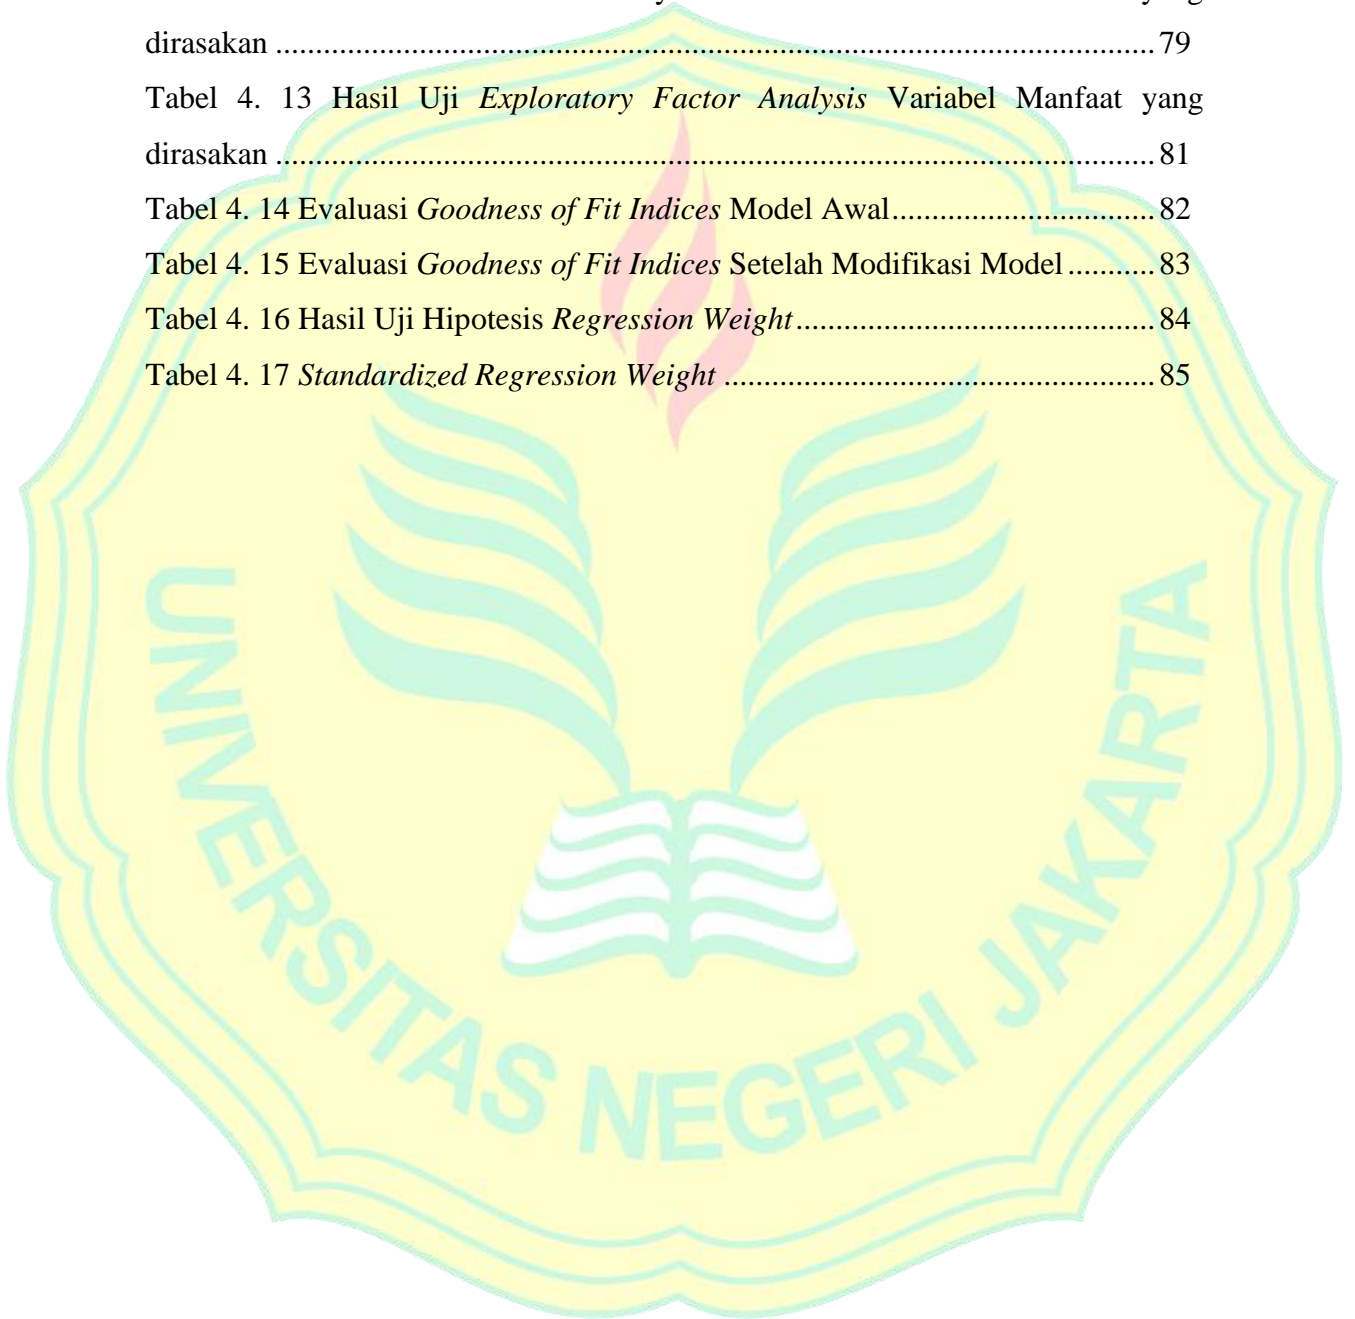 dirasakan ................................................................................................................ 79
Tabel 4. 13 Hasil Uji Exploratory Factor Analysis Variabel Manfaat yang
dirasakan ................................................................................................................ 81
Tabel 4. 14 Evaluasi Goodness of Fit Indices Model Awal.................................. 82
Tabel 4. 15 Evaluasi Goodness of Fit Indices Setelah Modifikasi Model........... 83
Tabel 4. 16 Hasil Uji Hipotesis Regression Weight.............................................. 84
Tabel 4. 17 Standardized Regression Weight ....................................................... 85
UNIVERSITAS NEGERI JAKARTA